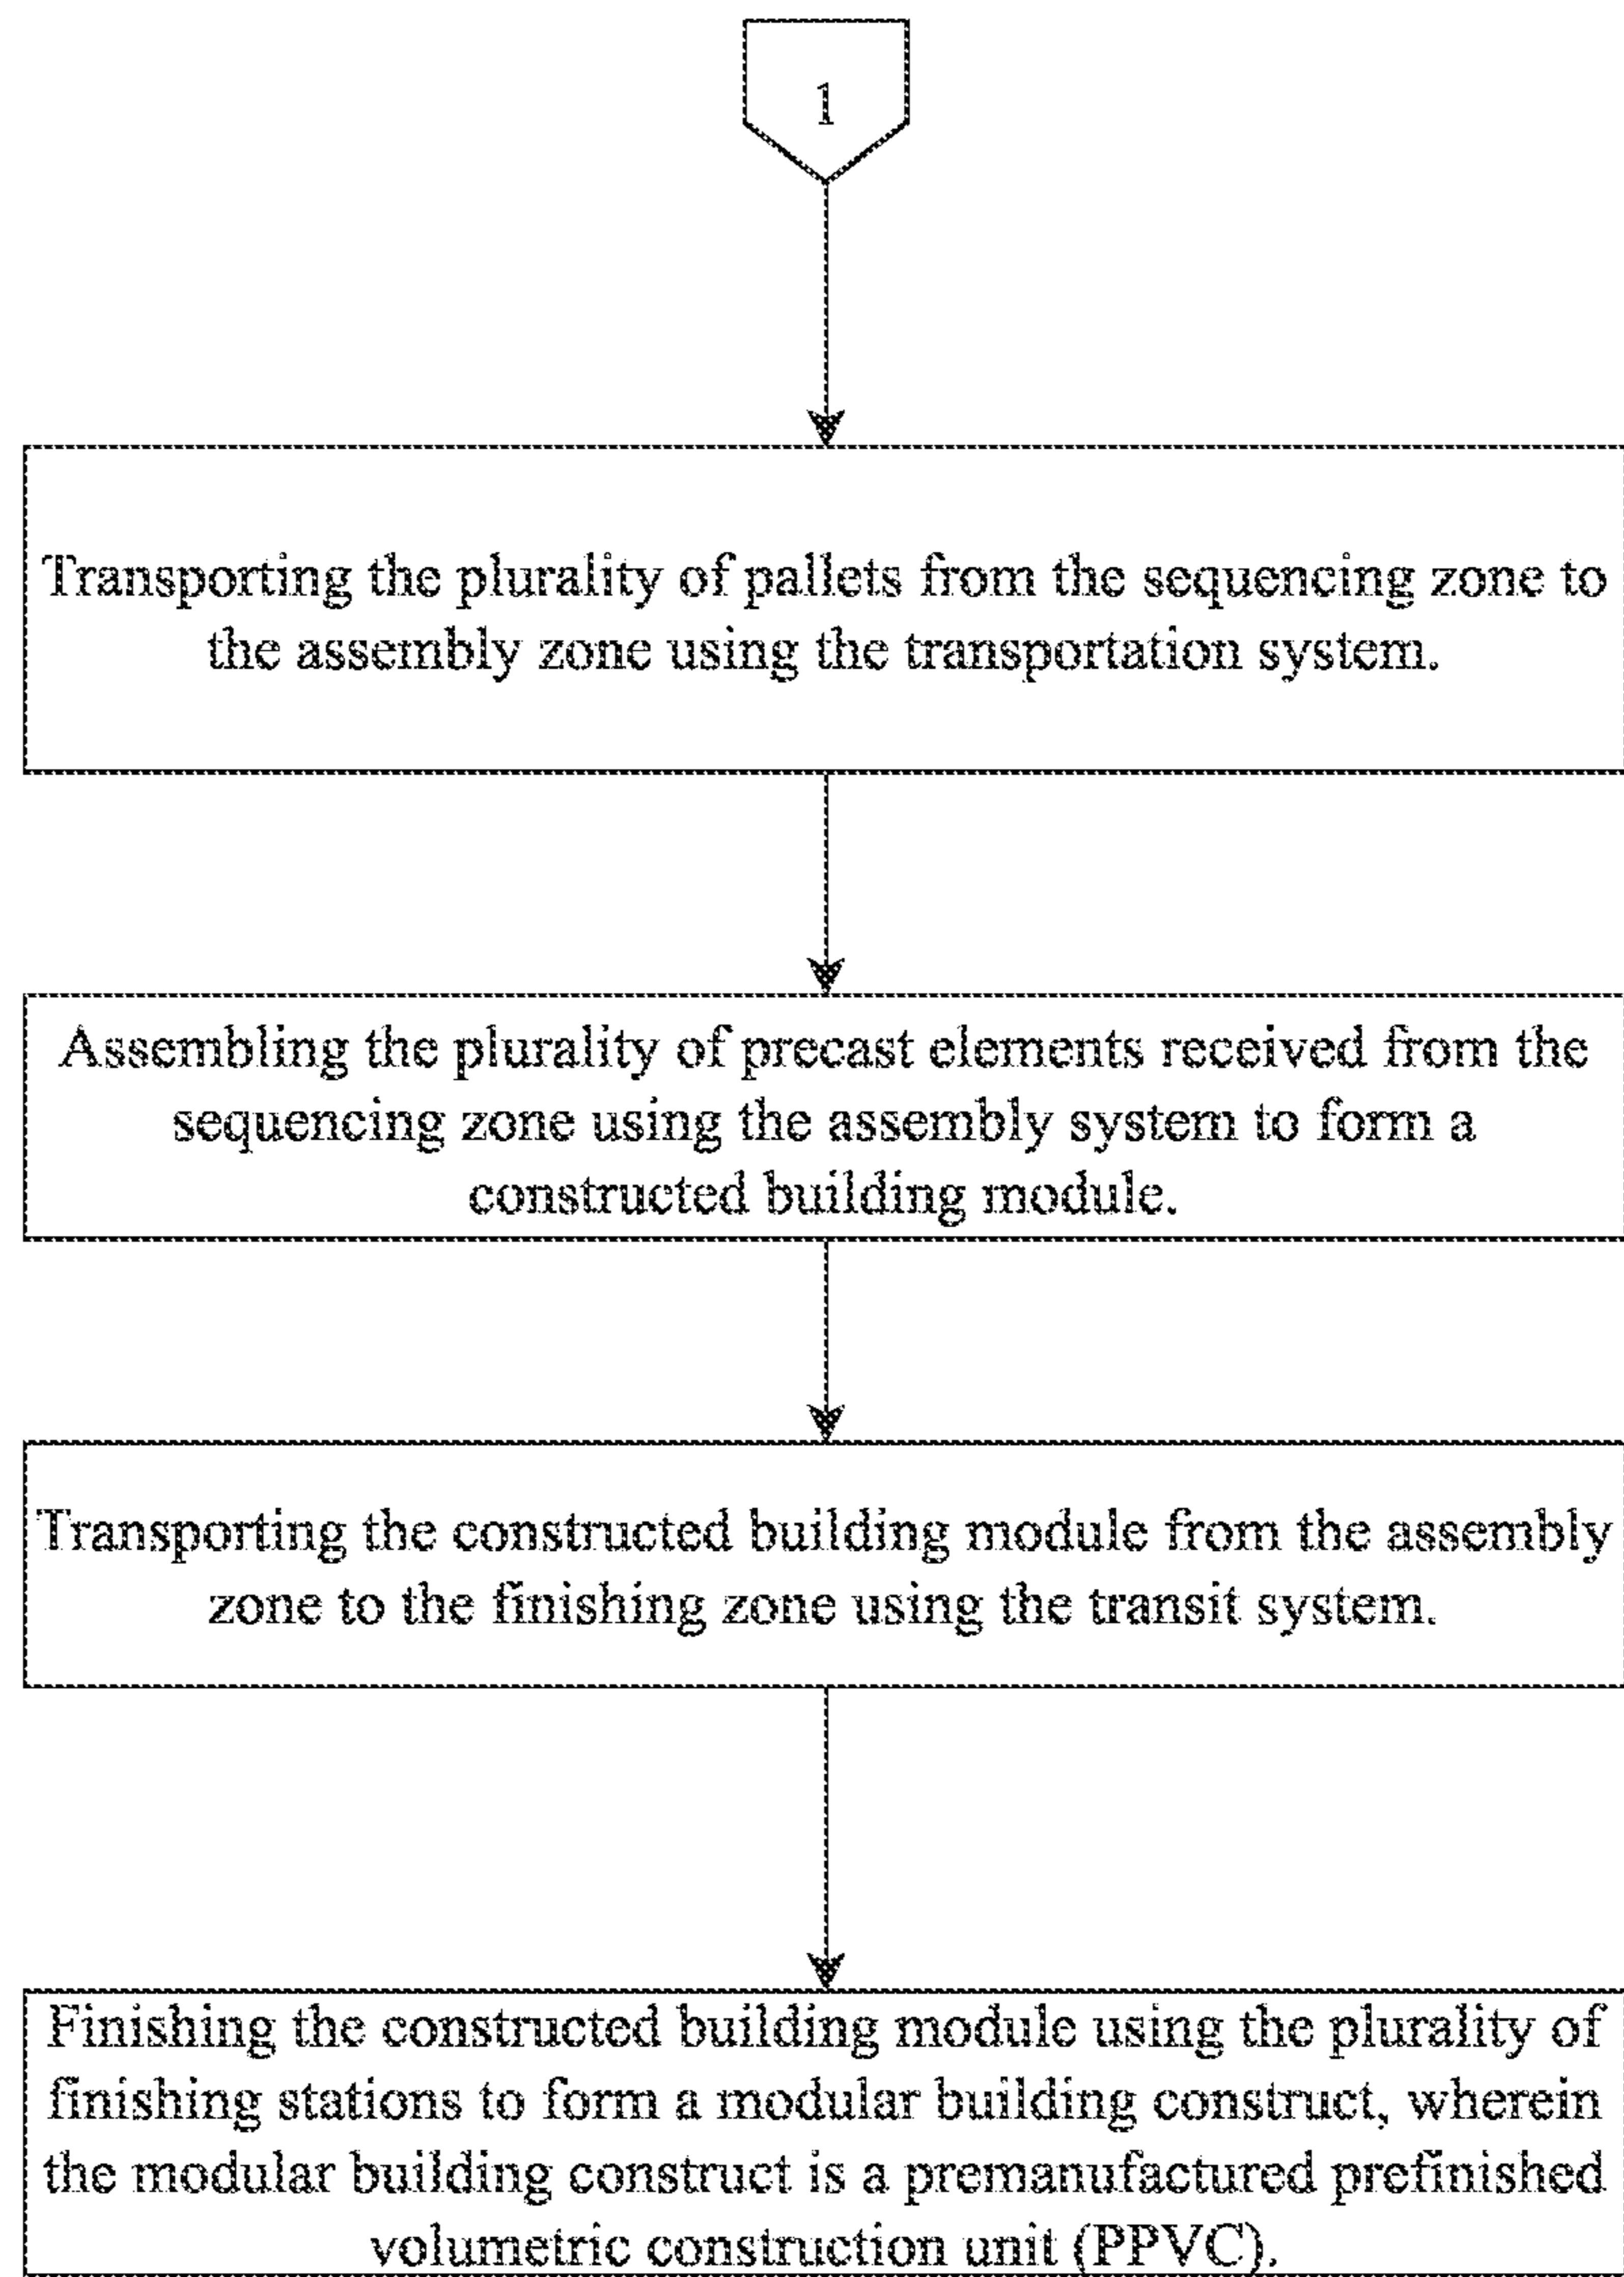 1
Transporting the plurality of pallets from the sequencing zone to
the assembly zone using the transportation system.
Assembling the plurality of precast elements received from the
sequencing zone using the assembly system to form a
constructed building module.
Transporting the constructed building module from the assembly
zone to the finishing zone using the transit system.
Finishing the constructed building module using the plurality of
finishing stations to form a modular building construct, wherein
the modular building construct is a premanufactured prefinished
volumetric construction unit (PPVC).